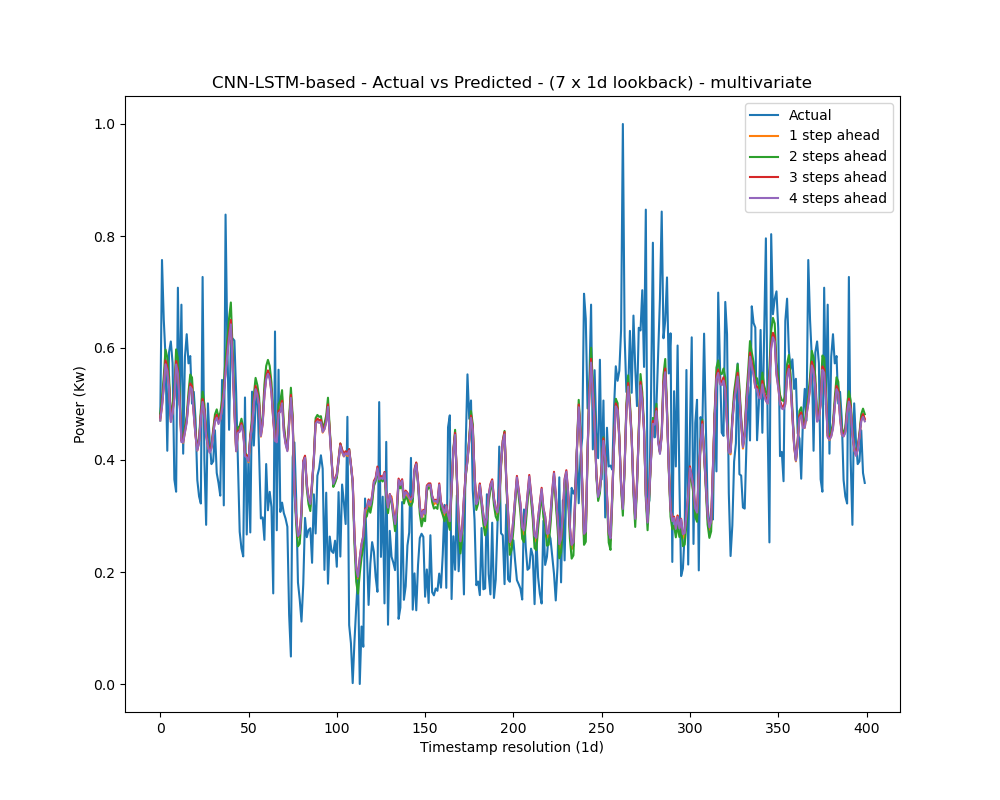 CNN-LSTM-based - Actual vs Predicted - (7 x 1d lookback) - multivariate
Actual
1 step ahead
2 steps ahead
3 steps ahead
4 steps ahead
1.0
0.8
0.6
0.4
0.2
0.0
Power (Kw)
0 50 100 150 200 250 300 350 400
Timestamp resolution (1d)